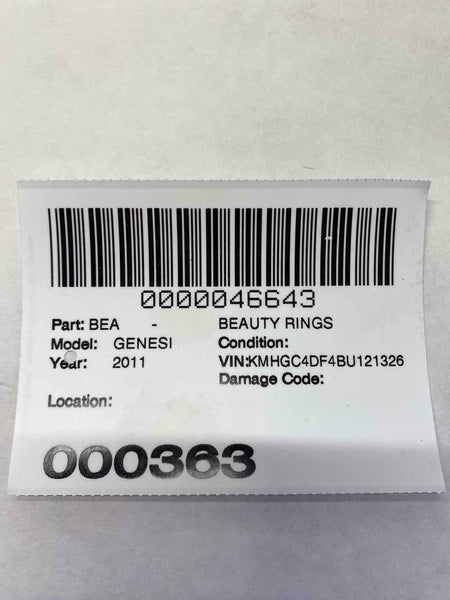 0000046643
Part: BEA - BEAUTY RINGS
Model: GENESI Condition:
Year: 2011 VIN:KMHGC4DF4BU121326
Damage Code:
Location:
000363